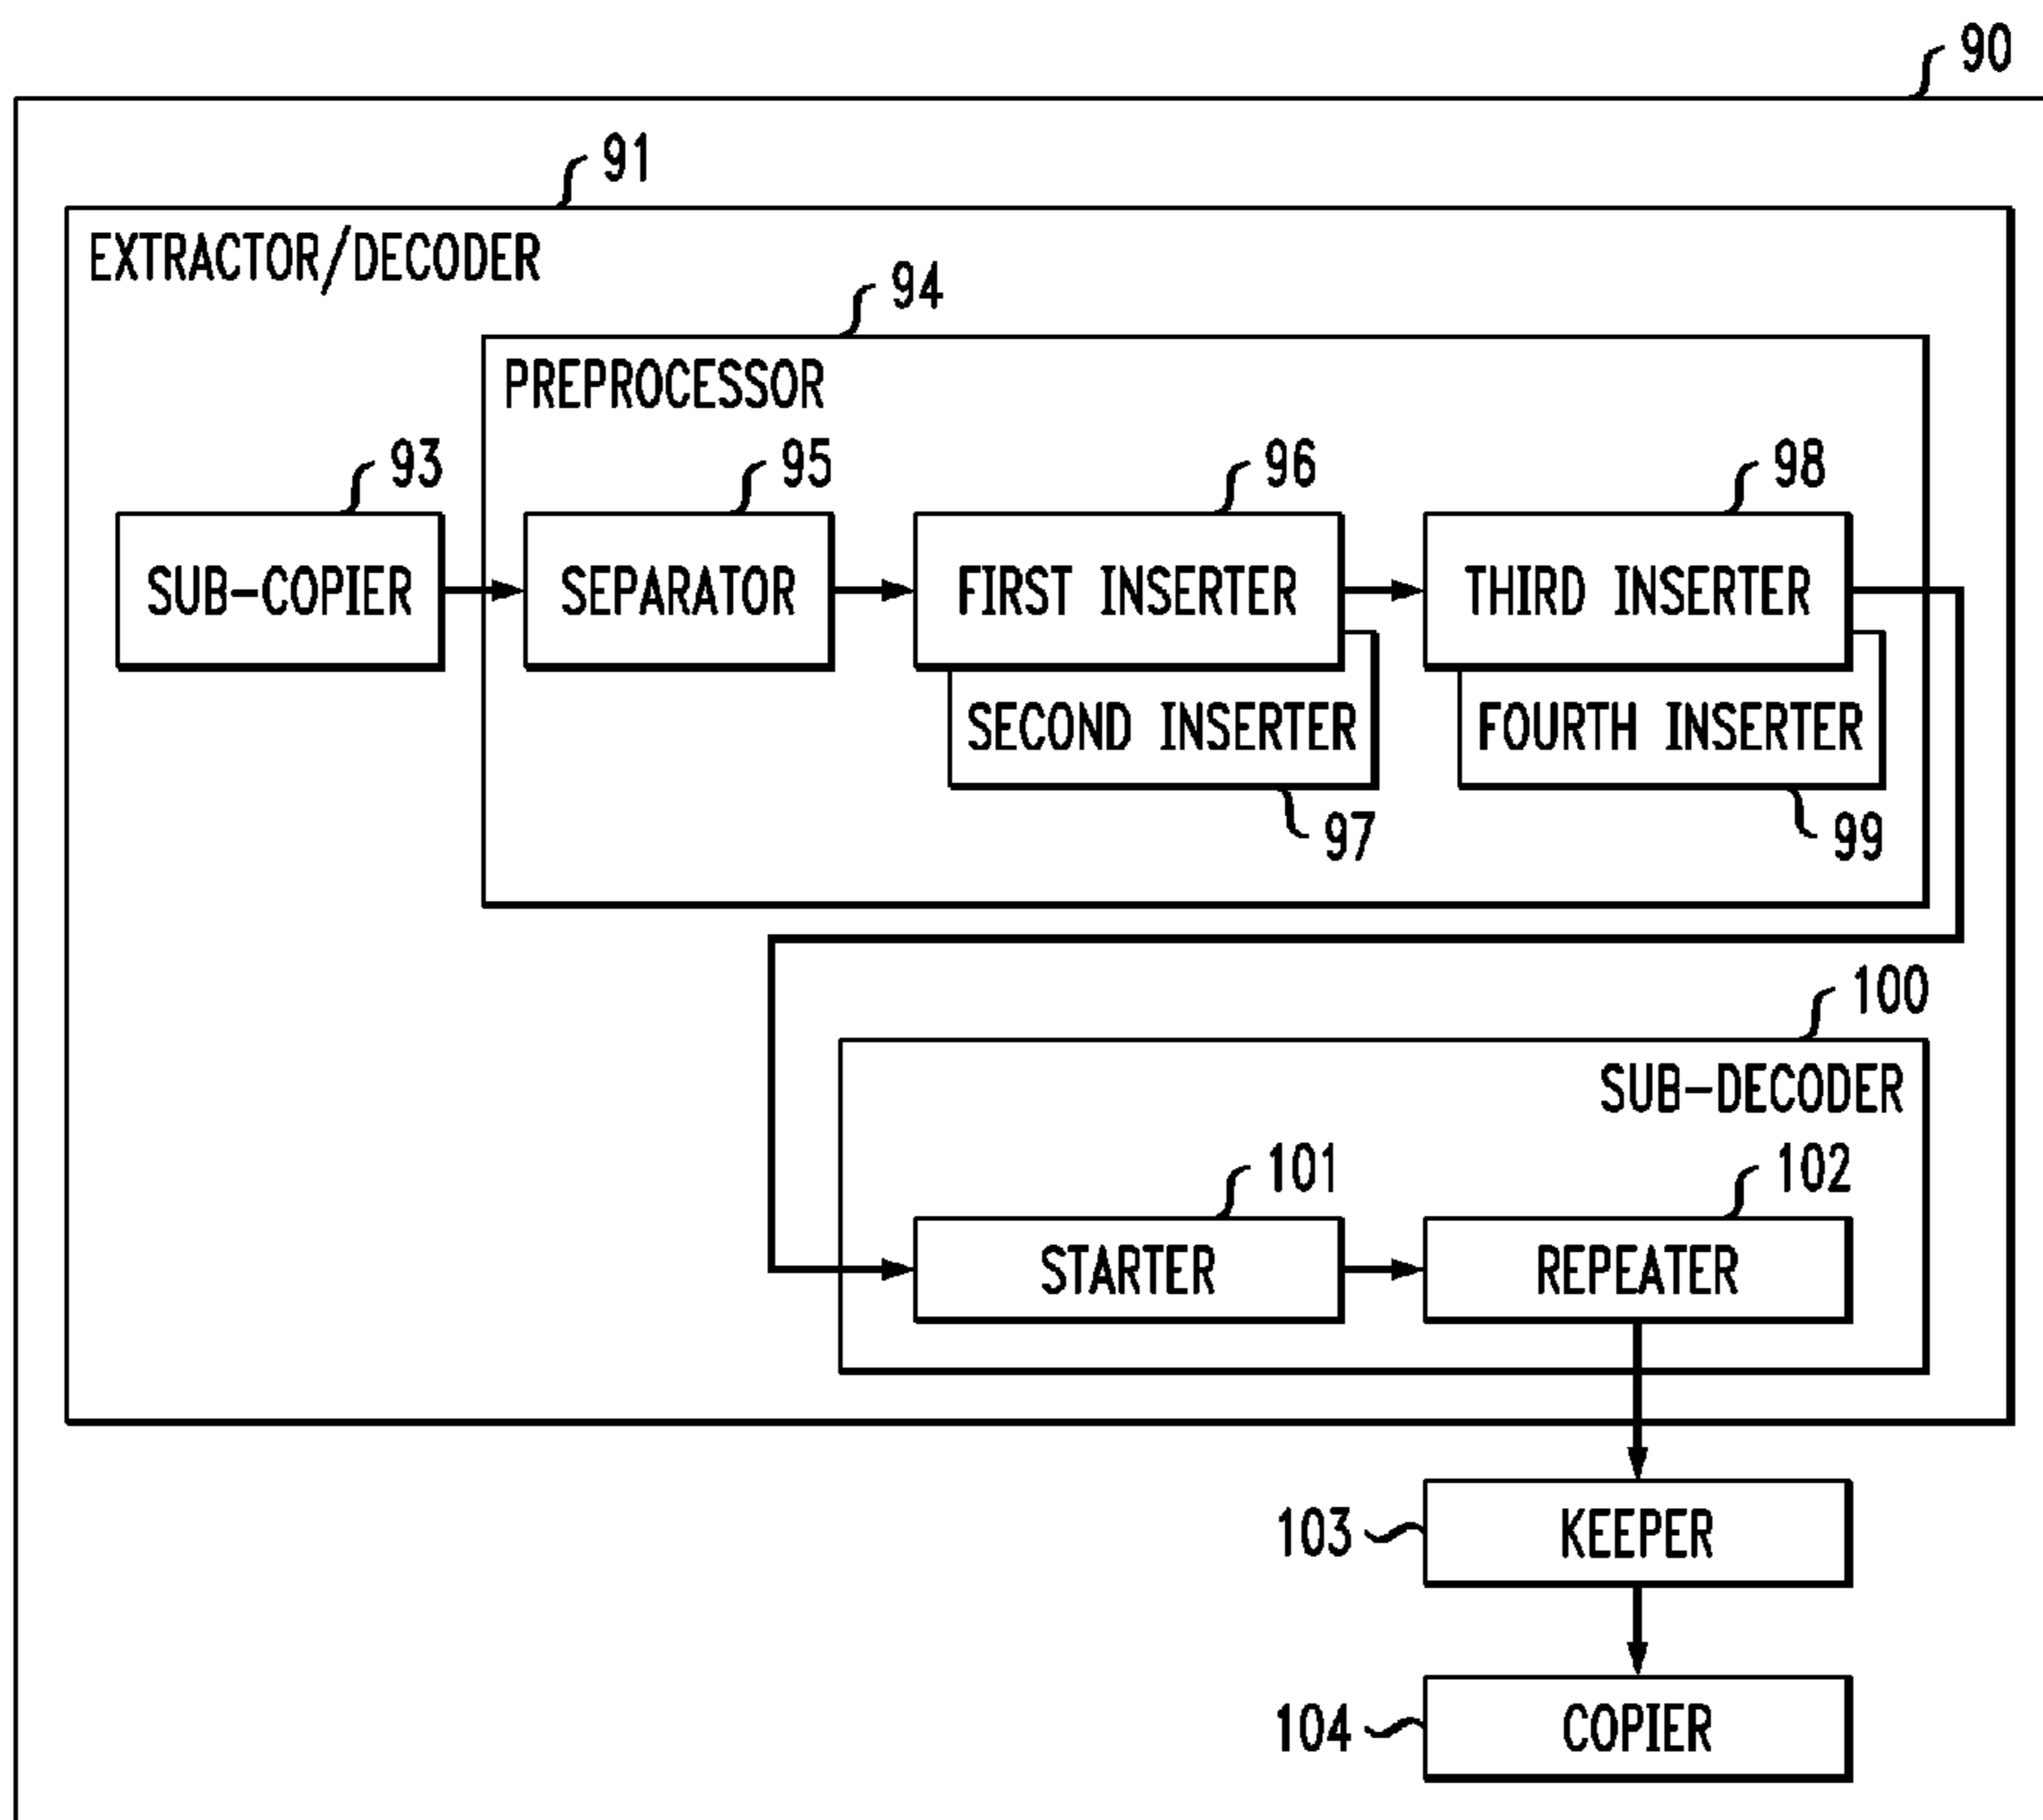 90
91
EXTRACTOR/DECODER
94
PREPROCESSOR
93
95
96
98
SUB-COPIER
SEPARATOR
FIRST INSERTER
THIRD INSERTER
SECOND INSERTER
FOURTH INSERTER
97
99
100
SUB-DECODER
101
102
STARTER
REPEATER
103
KEEPER
104
COPIER